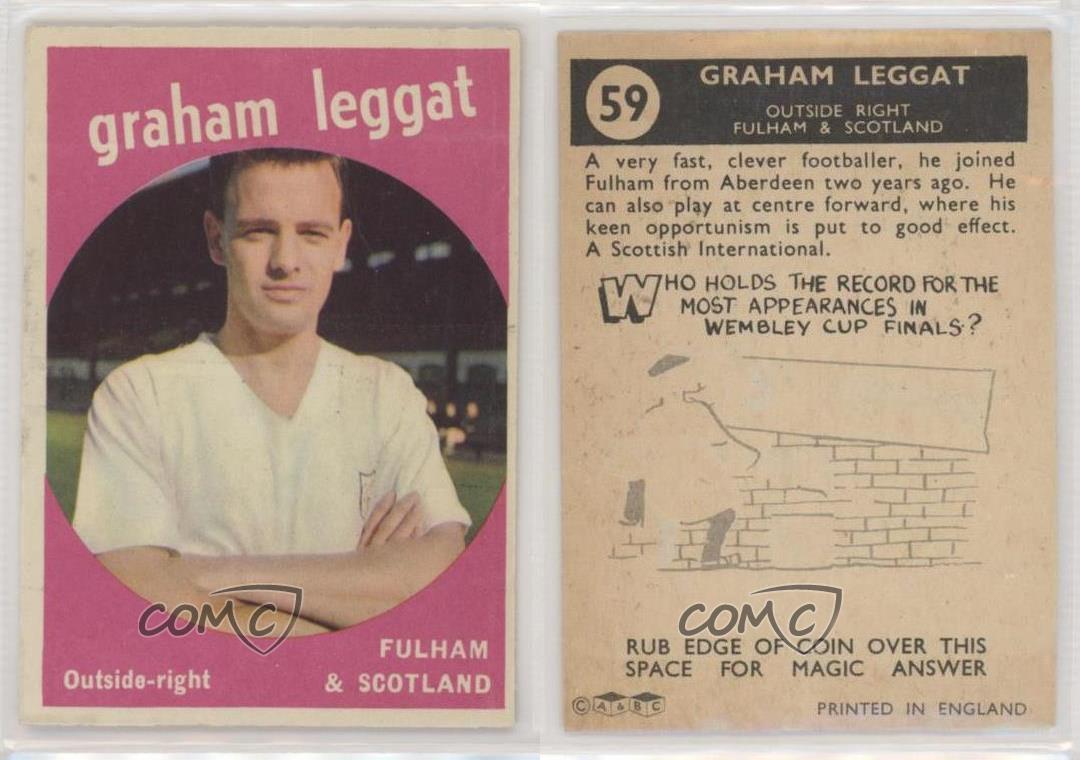 graham leggat
FULHAM
Outside-right & SCOTLAND
COMC
59
GRAHAM LEGGAT
OUTSIDE RIGHT
FULHAM & SCOTLAND
A very fast, clever footballer, he joined
Fulham from Aberdeen two years ago. He
can also play at centre forward, where his
keen opportunism is put to good effect.
A Scottish International.
WHO HOLDS THE RECORD FOR THE
MOST APPEARANCES IN
WEMBLEY CUP FINALS?
COMC
RUB EDGE OF COIN OVER THIS
SPACE FOR MAGIC ANSWER
© A & BC
PRINTED IN ENGLAND